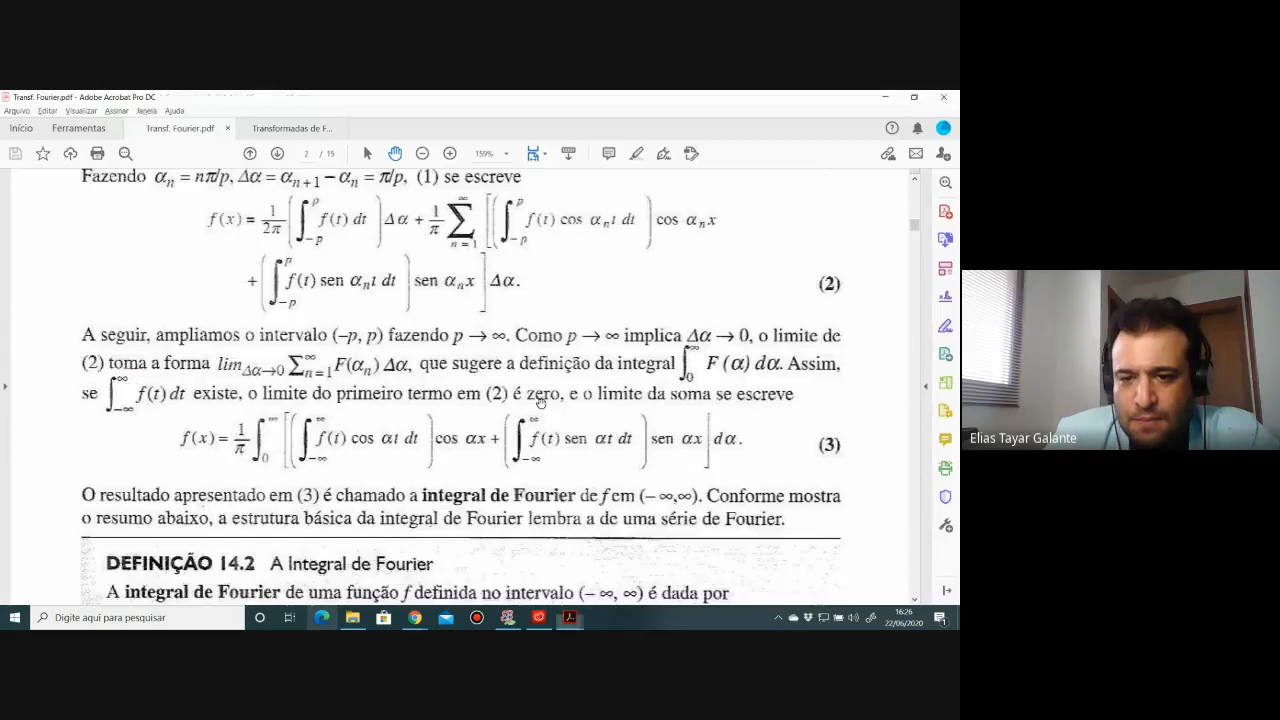 Transf. Fourier.pdf - Adobe Acrobat Pro DC
Arquivo Editar Visualizar Assinar Janela Ajuda
Início Ferramentas Transf. Fourier.pdf × Transformadas de F...
2 / 15 159%
Fazendo αₙ = nπ/p, Δα = αₙ₊₁ − αₙ = π/p, (1) se escreve
f(x) = 1/2π (∫₋ₚᵖ f(t) dt) Δα + 1/π ∑ₙ₌₁^∞ [(∫₋ₚᵖ f(t) cos αₙt dt) cos αₙx
+ (∫₋ₚᵖ f(t) sen αₙt dt) sen αₙx] Δα. (2)
A seguir, ampliamos o intervalo (–p, p) fazendo p → ∞. Como p → ∞ implica Δα → 0, o limite de
(2) toma a forma lim_Δα→0 ∑ₙ₌₁^∞ F(αₙ) Δα, que sugere a definição da integral ∫₀^∞ F (α) dα. Assim,
se ∫₋∞^∞ f(t) dt existe, o limite do primeiro termo em (2) é zero, e o limite da soma se escreve
f(x) = 1/π ∫₀^∞ [(∫₋∞^∞ f(t) cos αt dt) cos αx + (∫₋∞^∞ f(t) sen αt dt) sen αx] dα. (3)
O resultado apresentado em (3) é chamado a integral de Fourier de f em (– ∞,∞). Conforme mostra
o resumo abaixo, a estrutura básica da integral de Fourier lembra a de uma série de Fourier.
DEFINIÇÃO 14.2 A Integral de Fourier
A integral de Fourier de uma função f definida no intervalo (– ∞, ∞) é dada por
Digite aqui para pesquisar
16:26
22/06/2020
Elias Tayar Galante